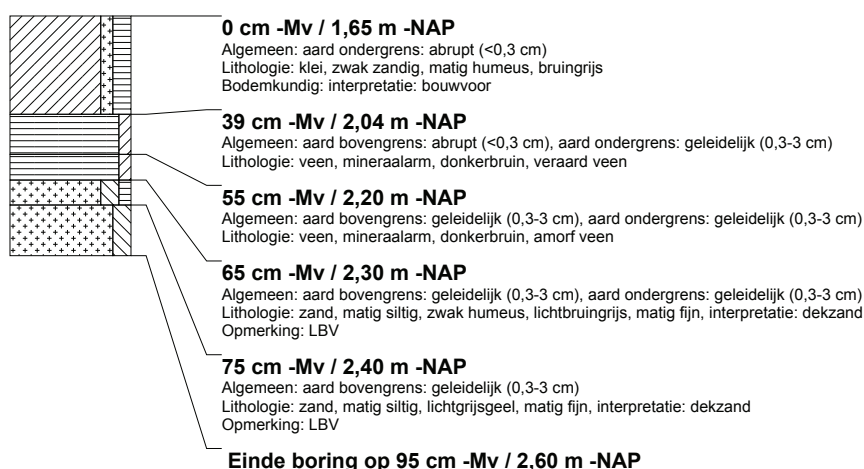 0 cm -Mv / 1,65 m -NAP
Algemeen: aard ondergrens: abrupt (<0,3 cm)
Lithologie: klei, zwak zandig, matig humeus, bruingrijs
Bodemkundig: interpretatie: bouwvoor
39 cm -Mv / 2,04 m -NAP
Algemeen: aard bovengrens: abrupt (<0,3 cm), aard ondergrens: geleidelijk (0,3-3 cm)
Lithologie: veen, mineraalarm, donkerbruin, veraard veen
55 cm -Mv / 2,20 m -NAP
Algemeen: aard bovengrens: geleidelijk (0,3-3 cm), aard ondergrens: geleidelijk (0,3-3 cm)
Lithologie: veen, mineraalarm, donkerbruin, amorf veen
65 cm -Mv / 2,30 m -NAP
Algemeen: aard bovengrens: geleidelijk (0,3-3 cm), aard ondergrens: geleidelijk (0,3-3 cm)
Lithologie: zand, matig siltig, zwak humeus, lichtbruingrijs, matig fijn, interpretatie: dekzand
Opmerking: LBV
75 cm -Mv / 2,40 m -NAP
Algemeen: aard bovengrens: geleidelijk (0,3-3 cm)
Lithologie: zand, matig siltig, lichtgrijsgeel, matig fijn, interpretatie: dekzand
Opmerking: LBV
Einde boring op 95 cm -Mv / 2,60 m -NAP